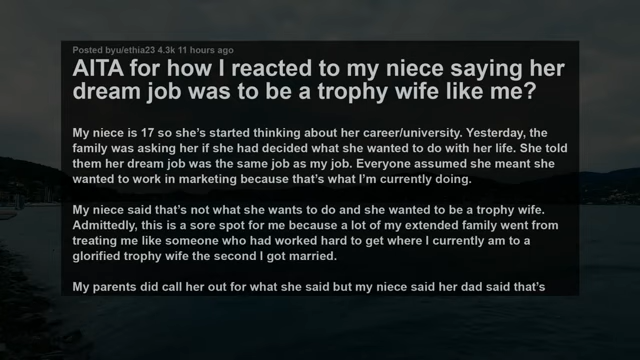 Posted byu/ethia23 4.3k 11 hours ago
AITA for how I reacted to my niece saying her
dream job was to be a trophy wife like me?
My niece is 17 so she's started thinking about her career/university. Yesterday, the
family was asking her if she had decided what she wanted to do with her life. She told
them her dream job was the same job as my job. Everyone assumed she meant she
wanted to work in marketing because that's what I'm currently doing.
My niece said that's not what she wants to do and she wanted to be a trophy wife.
Admittedly, this is a sore spot for me because a lot of my extended family went from
treating me like someone who had worked hard to get where I currently am to a
glorified trophy wife the second I got married.
My parents did call her out for what she said but my niece said her dad said that's